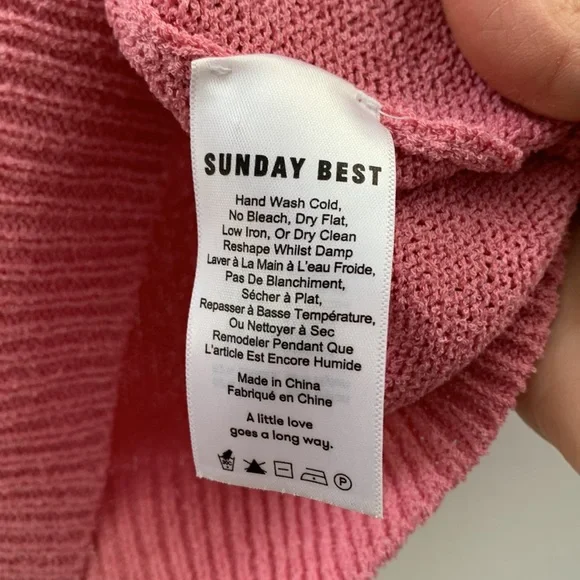 SUNDAY BEST
Hand Wash Cold,
No Bleach, Dry Flat,
Low Iron, Or Dry Clean
Reshape Whilst Damp
Laver à La Main à L'eau Froide,
Pas De Blanchiment,
Sécher à Plat,
Repasser à Basse Température,
Ou Nettoyer à Sec
Remodeler Pendant Que
L'article Est Encore Humide
Made in China
Fabriqué en Chine
A little love
goes a long way.
P